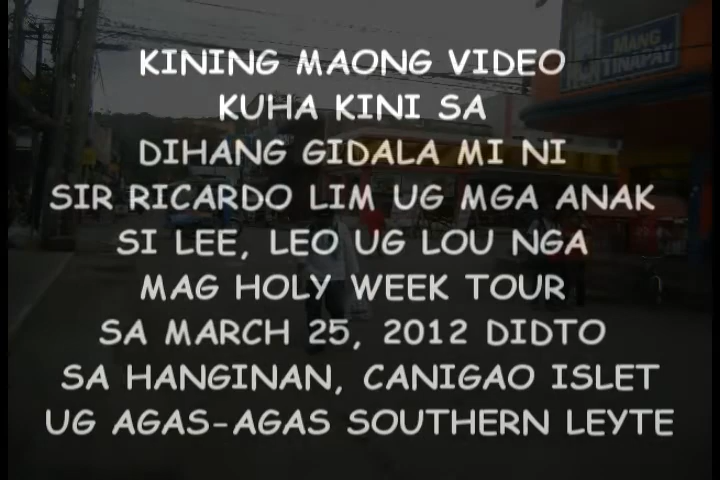 KINING MAONG VIDEO
KUHA KINI SA
DIHANG GIDALA MI NI
SIR RICARDO LIM UG MGA ANAK
SI LEE, LEO UG LOU NGA
MAG HOLY WEEK TOUR
SA MARCH 25, 2012 DIDTO
SA HANGINAN, CANIGAO ISLET
UG AGAS-AGAS SOUTHERN LEYTE
MANG
TINAPAY